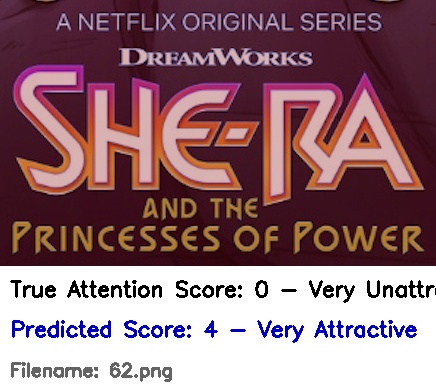 A NETFLIX ORIGINAL SERIES
DREAMWORKS
SHE-RA
AND THE
PRINCESSES OF POWER
True Attention Score: 0 – Very Unattr
Predicted Score: 4 – Very Attractive
Filename: 62.png